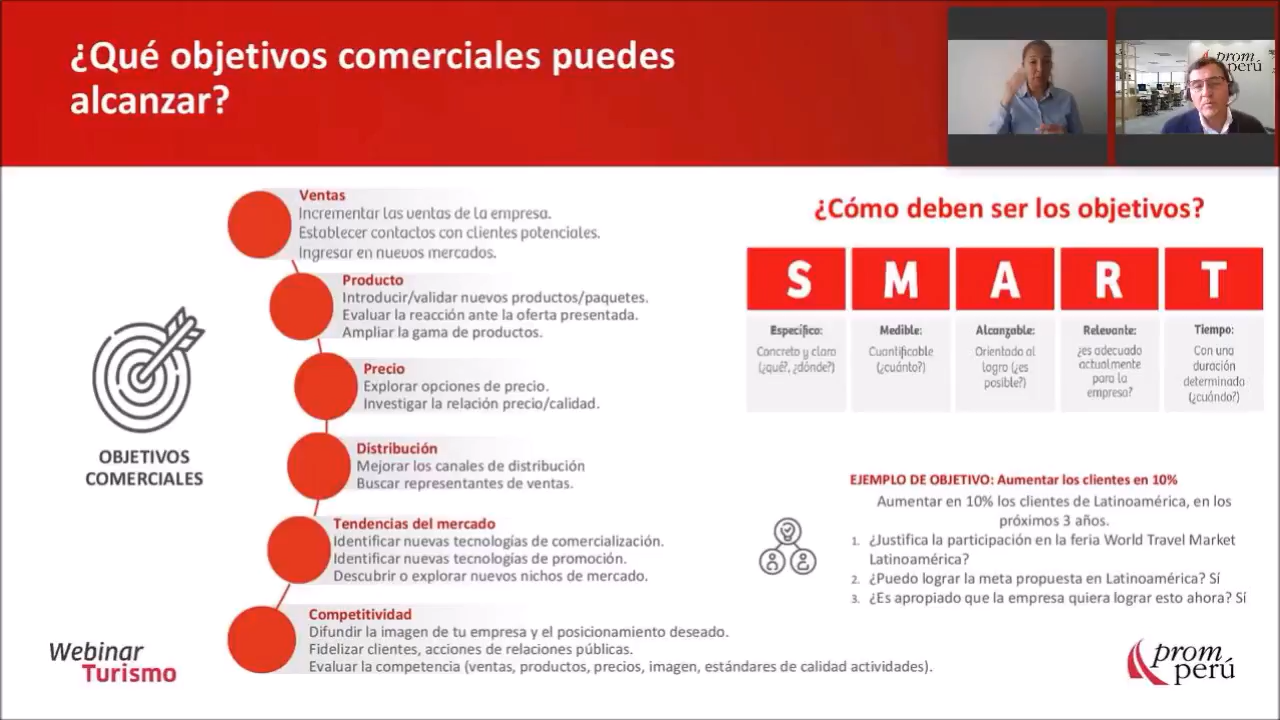 ¿Qué objetivos comerciales puedes
alcanzar?
prom
perú
OBJETIVOS
COMERCIALES
Ventas
Incrementar las ventas de la empresa.
Establecer contactos con clientes potenciales.
Ingresar en nuevos mercados.
Producto
Introducir/validar nuevos productos/paquetes.
Evaluar la reacción ante la oferta presentada.
Ampliar la gama de productos.
Precio
Explorar opciones de precio.
Investigar la relación precio/calidad.
Distribución
Mejorar los canales de distribución
Buscar representantes de ventas.
Tendencias del mercado
Identificar nuevas tecnologías de comercialización.
Identificar nuevas tecnologías de promoción.
Descubrir o explorar nuevos nichos de mercado.
Competitividad
Difundir la imagen de tu empresa y el posicionamiento deseado.
Fidelizar clientes, acciones de relaciones públicas.
Evaluar la competencia (ventas, productos, precios, imagen, estándares de calidad actividades).
¿Cómo deben ser los objetivos?
S M A R T
Específico:
Concreto y claro
(¿qué?, ¿dónde?)
Medible:
Cuantificable
(¿cuánto?)
Alcanzable:
Orientado al
logro (¿es
posible?)
Relevante:
¿es adecuado
actualmente
para la
empresa?
Tiempo:
Con una
duración
determinada
(¿cuándo?)
EJEMPLO DE OBJETIVO: Aumentar los clientes en 10%
Aumentar en 10% los clientes de Latinoamérica, en los
próximos 3 años.
1. ¿Justifica la participación en la feria World Travel Market
Latinoamérica?
2. ¿Puedo lograr la meta propuesta en Latinoamérica? Sí
3. ¿Es apropiado que la empresa quiera lograr esto ahora? Sí
Webinar
Turismo
prom
perú